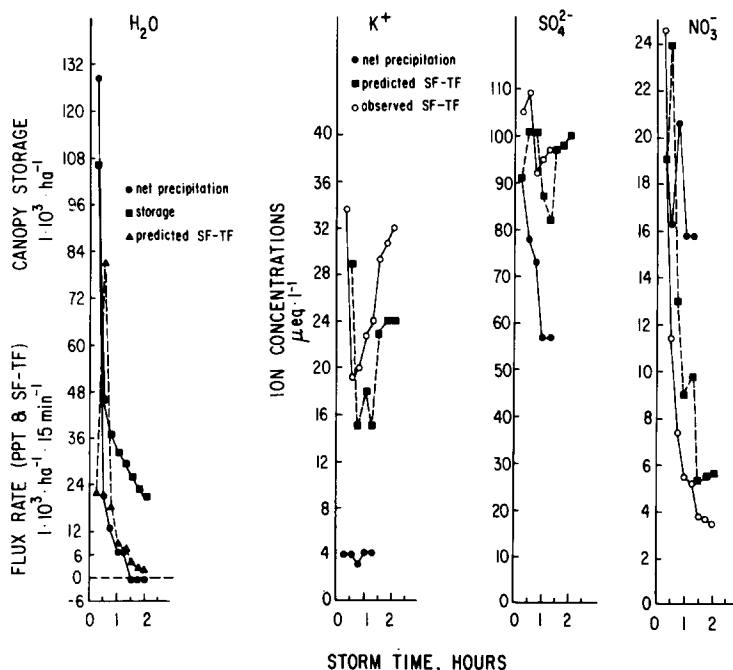 H₂O
CANOPY STORAGE
1·10³ ha⁻¹
FLUX RATE (PPT & SF-TF)
1·10³·ha⁻¹·15 min⁻¹
132
120
108
96
84
72
60
48
36
24
12
6
0
-6
● net precipitation
■ storage
▲ predicted SF-TF
0 1 2
K⁺
● net precipitation
■ predicted SF-TF
○ observed SF-TF
ION CONCENTRATIONS
μeq·l⁻¹
40
36
32
28
24
20
16
12
8
4
0
0 1 2
SO₄²⁻
110
100
90
80
70
60
50
40
30
20
10
0
0 1 2
NO₃⁻
24
22
20
18
16
14
12
10
8
6
4
2
0
0 1 2
STORM TIME, HOURS